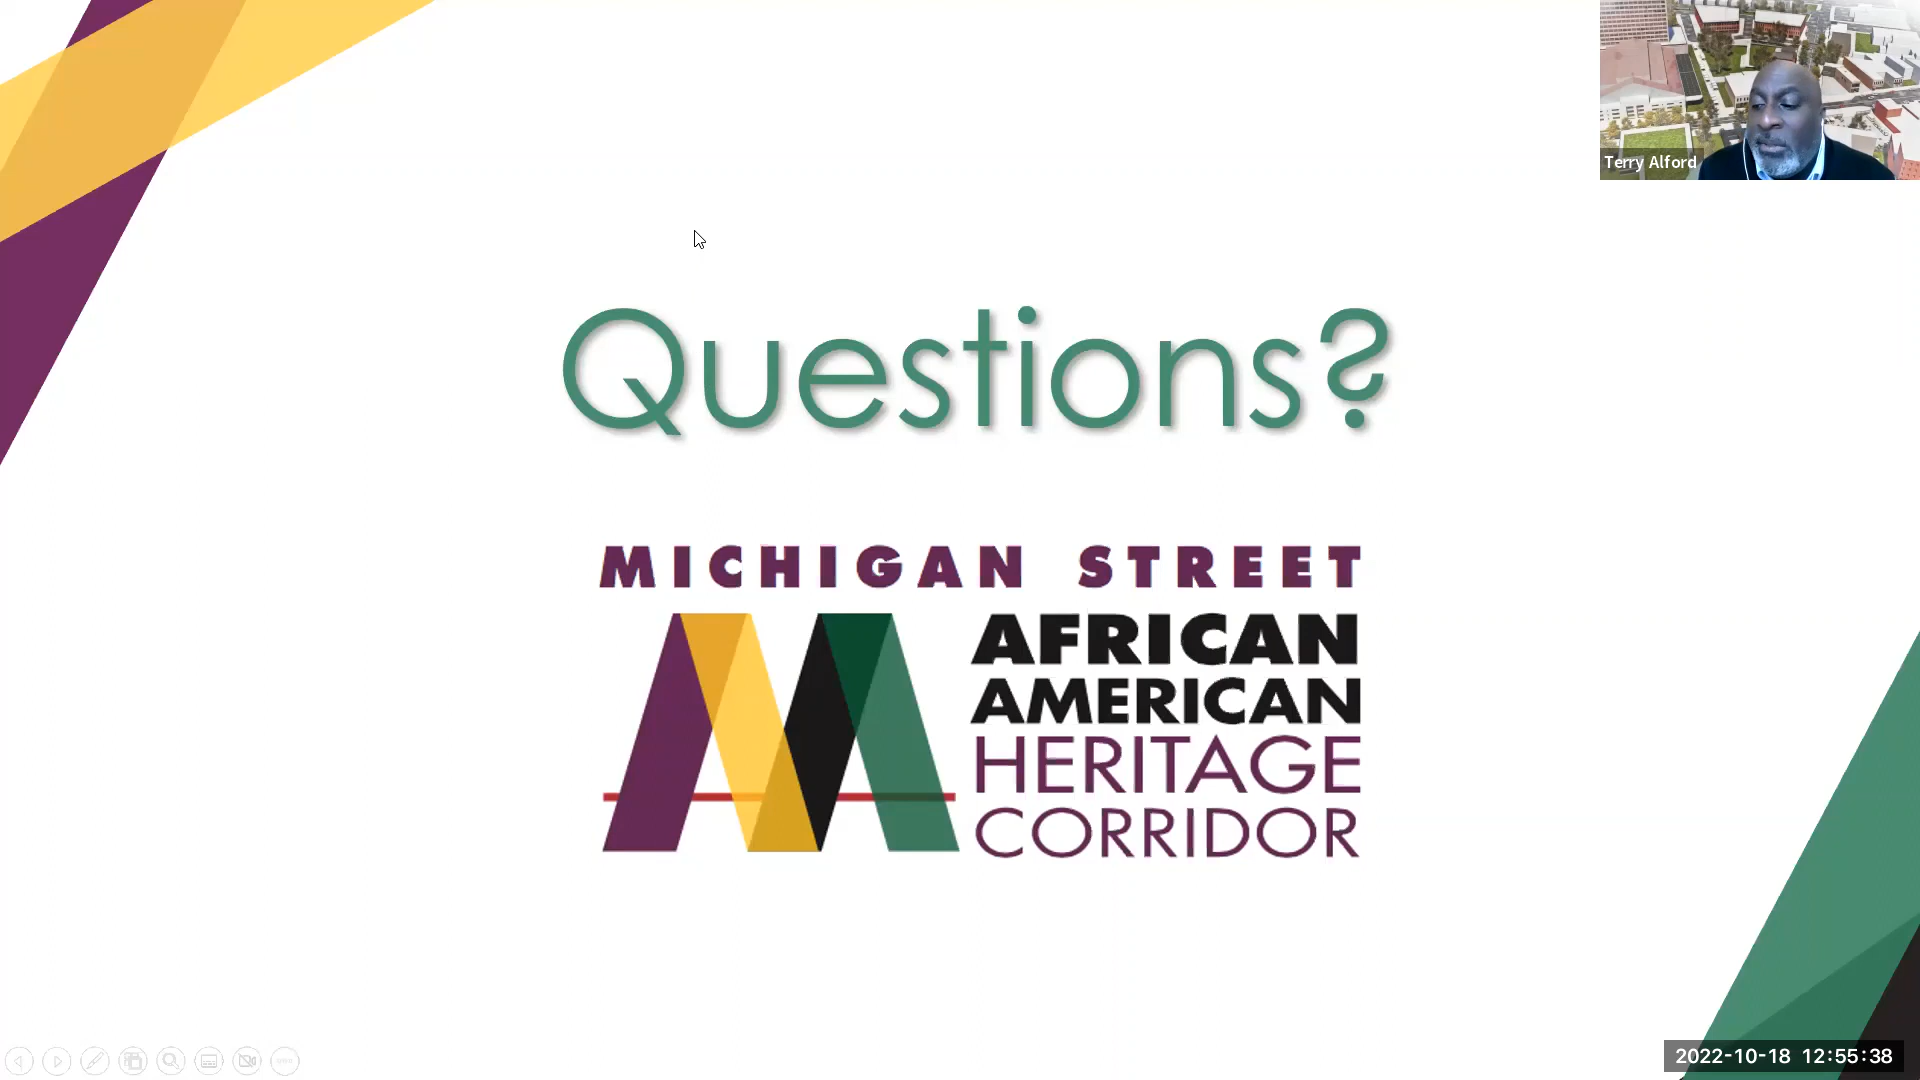 Terry Alford
Questions?
MICHIGAN STREET
AFRICAN
AMERICAN
HERITAGE
CORRIDOR
2022-10-18 12:55:38